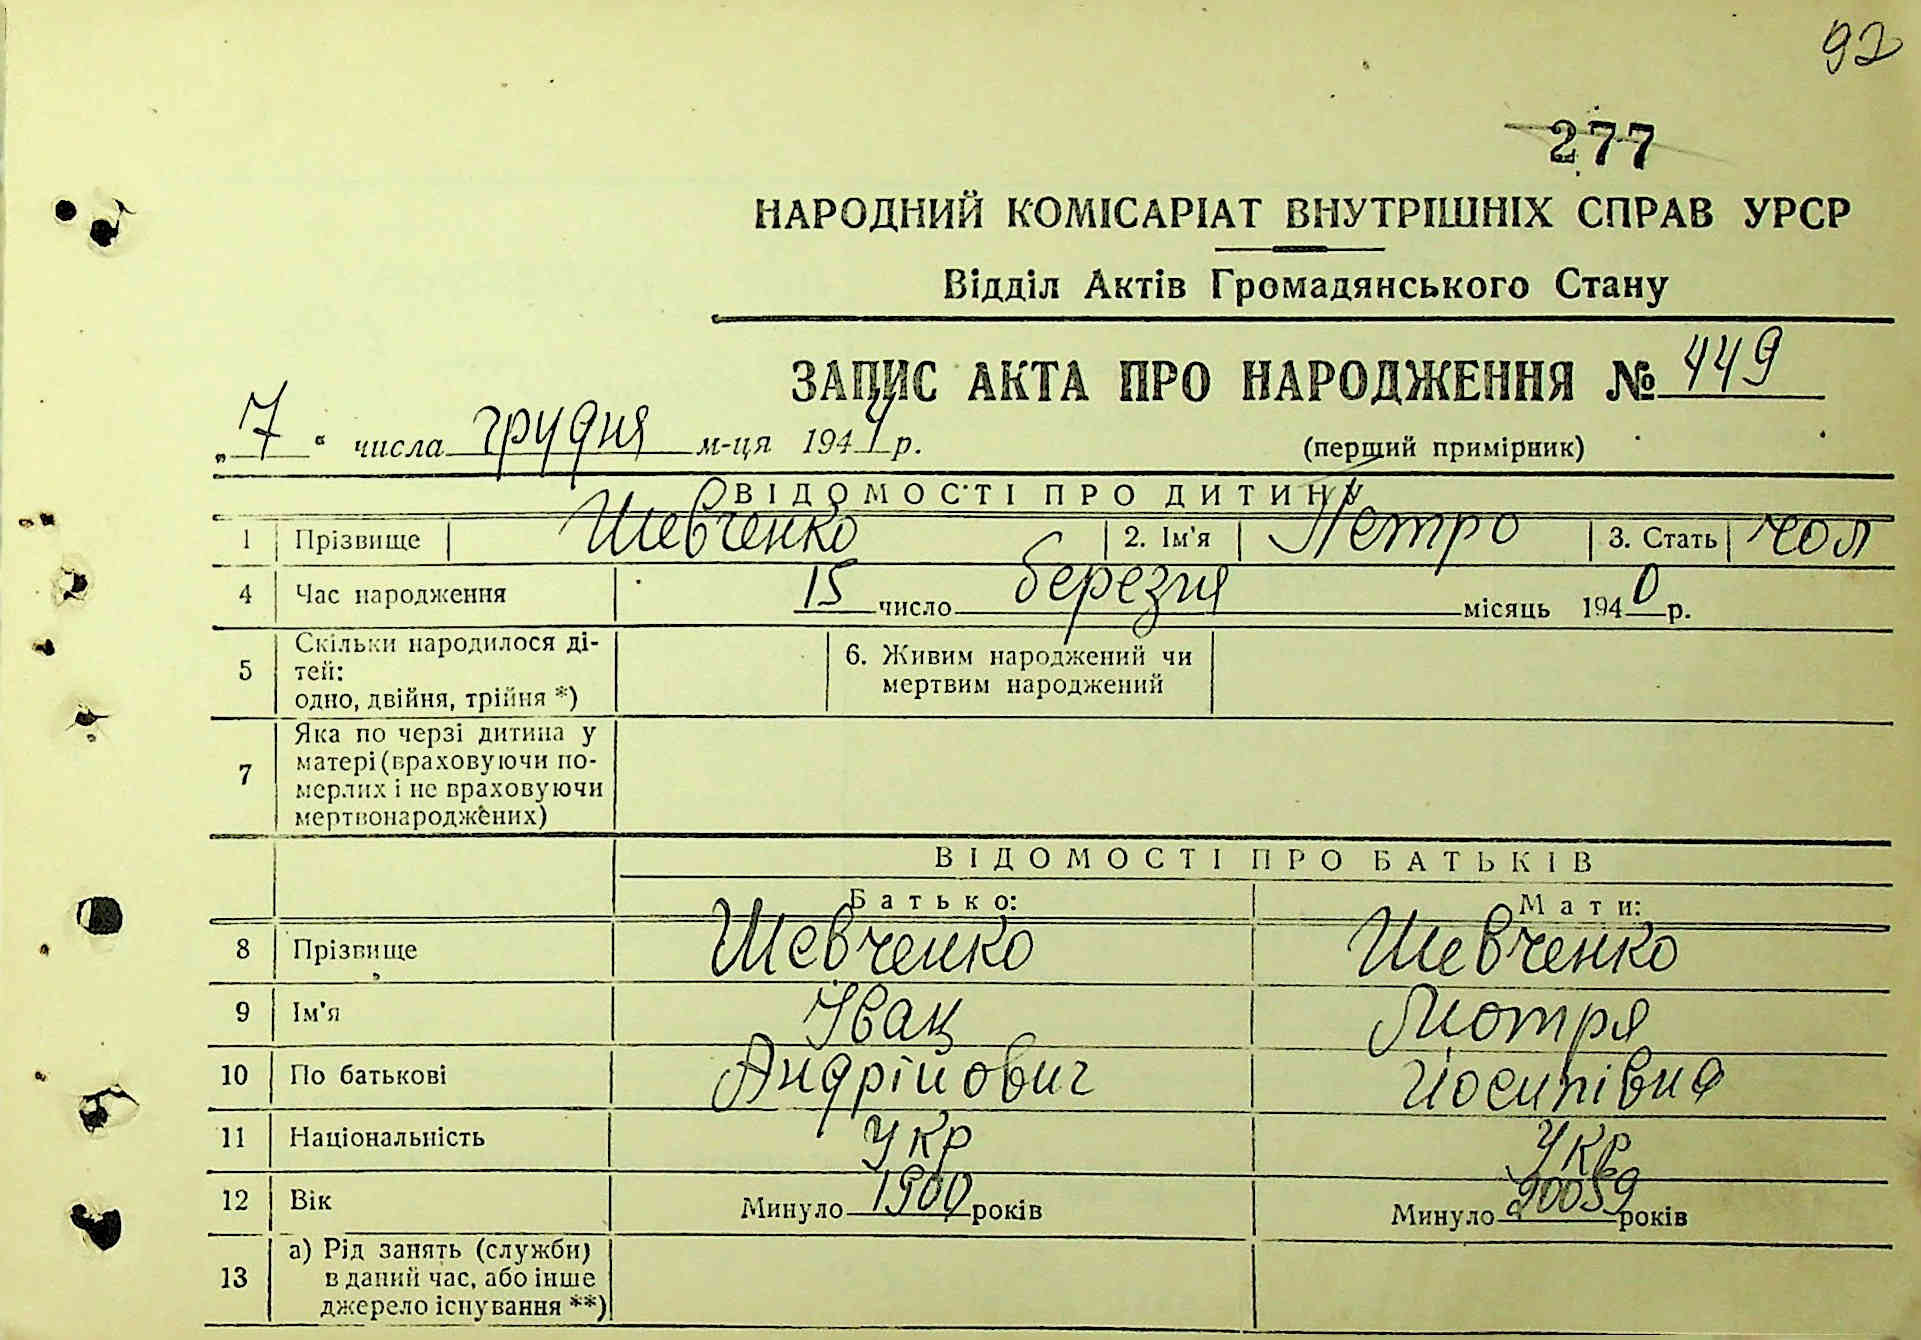 92
277
НАРОДНИЙ КОМІСАРІАТ ВНУТРІШНІХ СПРАВ УРСР
Відділ Актів Громадянського Стану
ЗАПИС АКТА ПРО НАРОДЖЕННЯ № 449
„7“ числа грудня м-ця 1944 р. (перший примірник)
ВІДОМОСТІ ПРО ДИТИНУ
1 Прізвище Шевченко 2. Ім'я Петро 3. Стать чол
4 Час народження 15 число березня місяць 1940 р.
5 Скільки народилося ді-
тей:
одно, двійня, трійня *)
6. Живим народжений чи
мертвим народжений
7 Яка по черзі дитина у
матері (враховуючи по-
мерлих і не враховуючи
мертвонароджених)
ВІДОМОСТІ ПРО БАТЬКІВ
Батько: Мати:
8 Прізвище Шевченко Шевченко
9 Ім'я Іван Мотря
10 По батькові Андрійович Йосипівна
11 Національність Укр Укр
12 Вік Минуло 1900 років Минуло років
13 а) Рід занять (служби)
в даний час, або інше
джерело існування **)